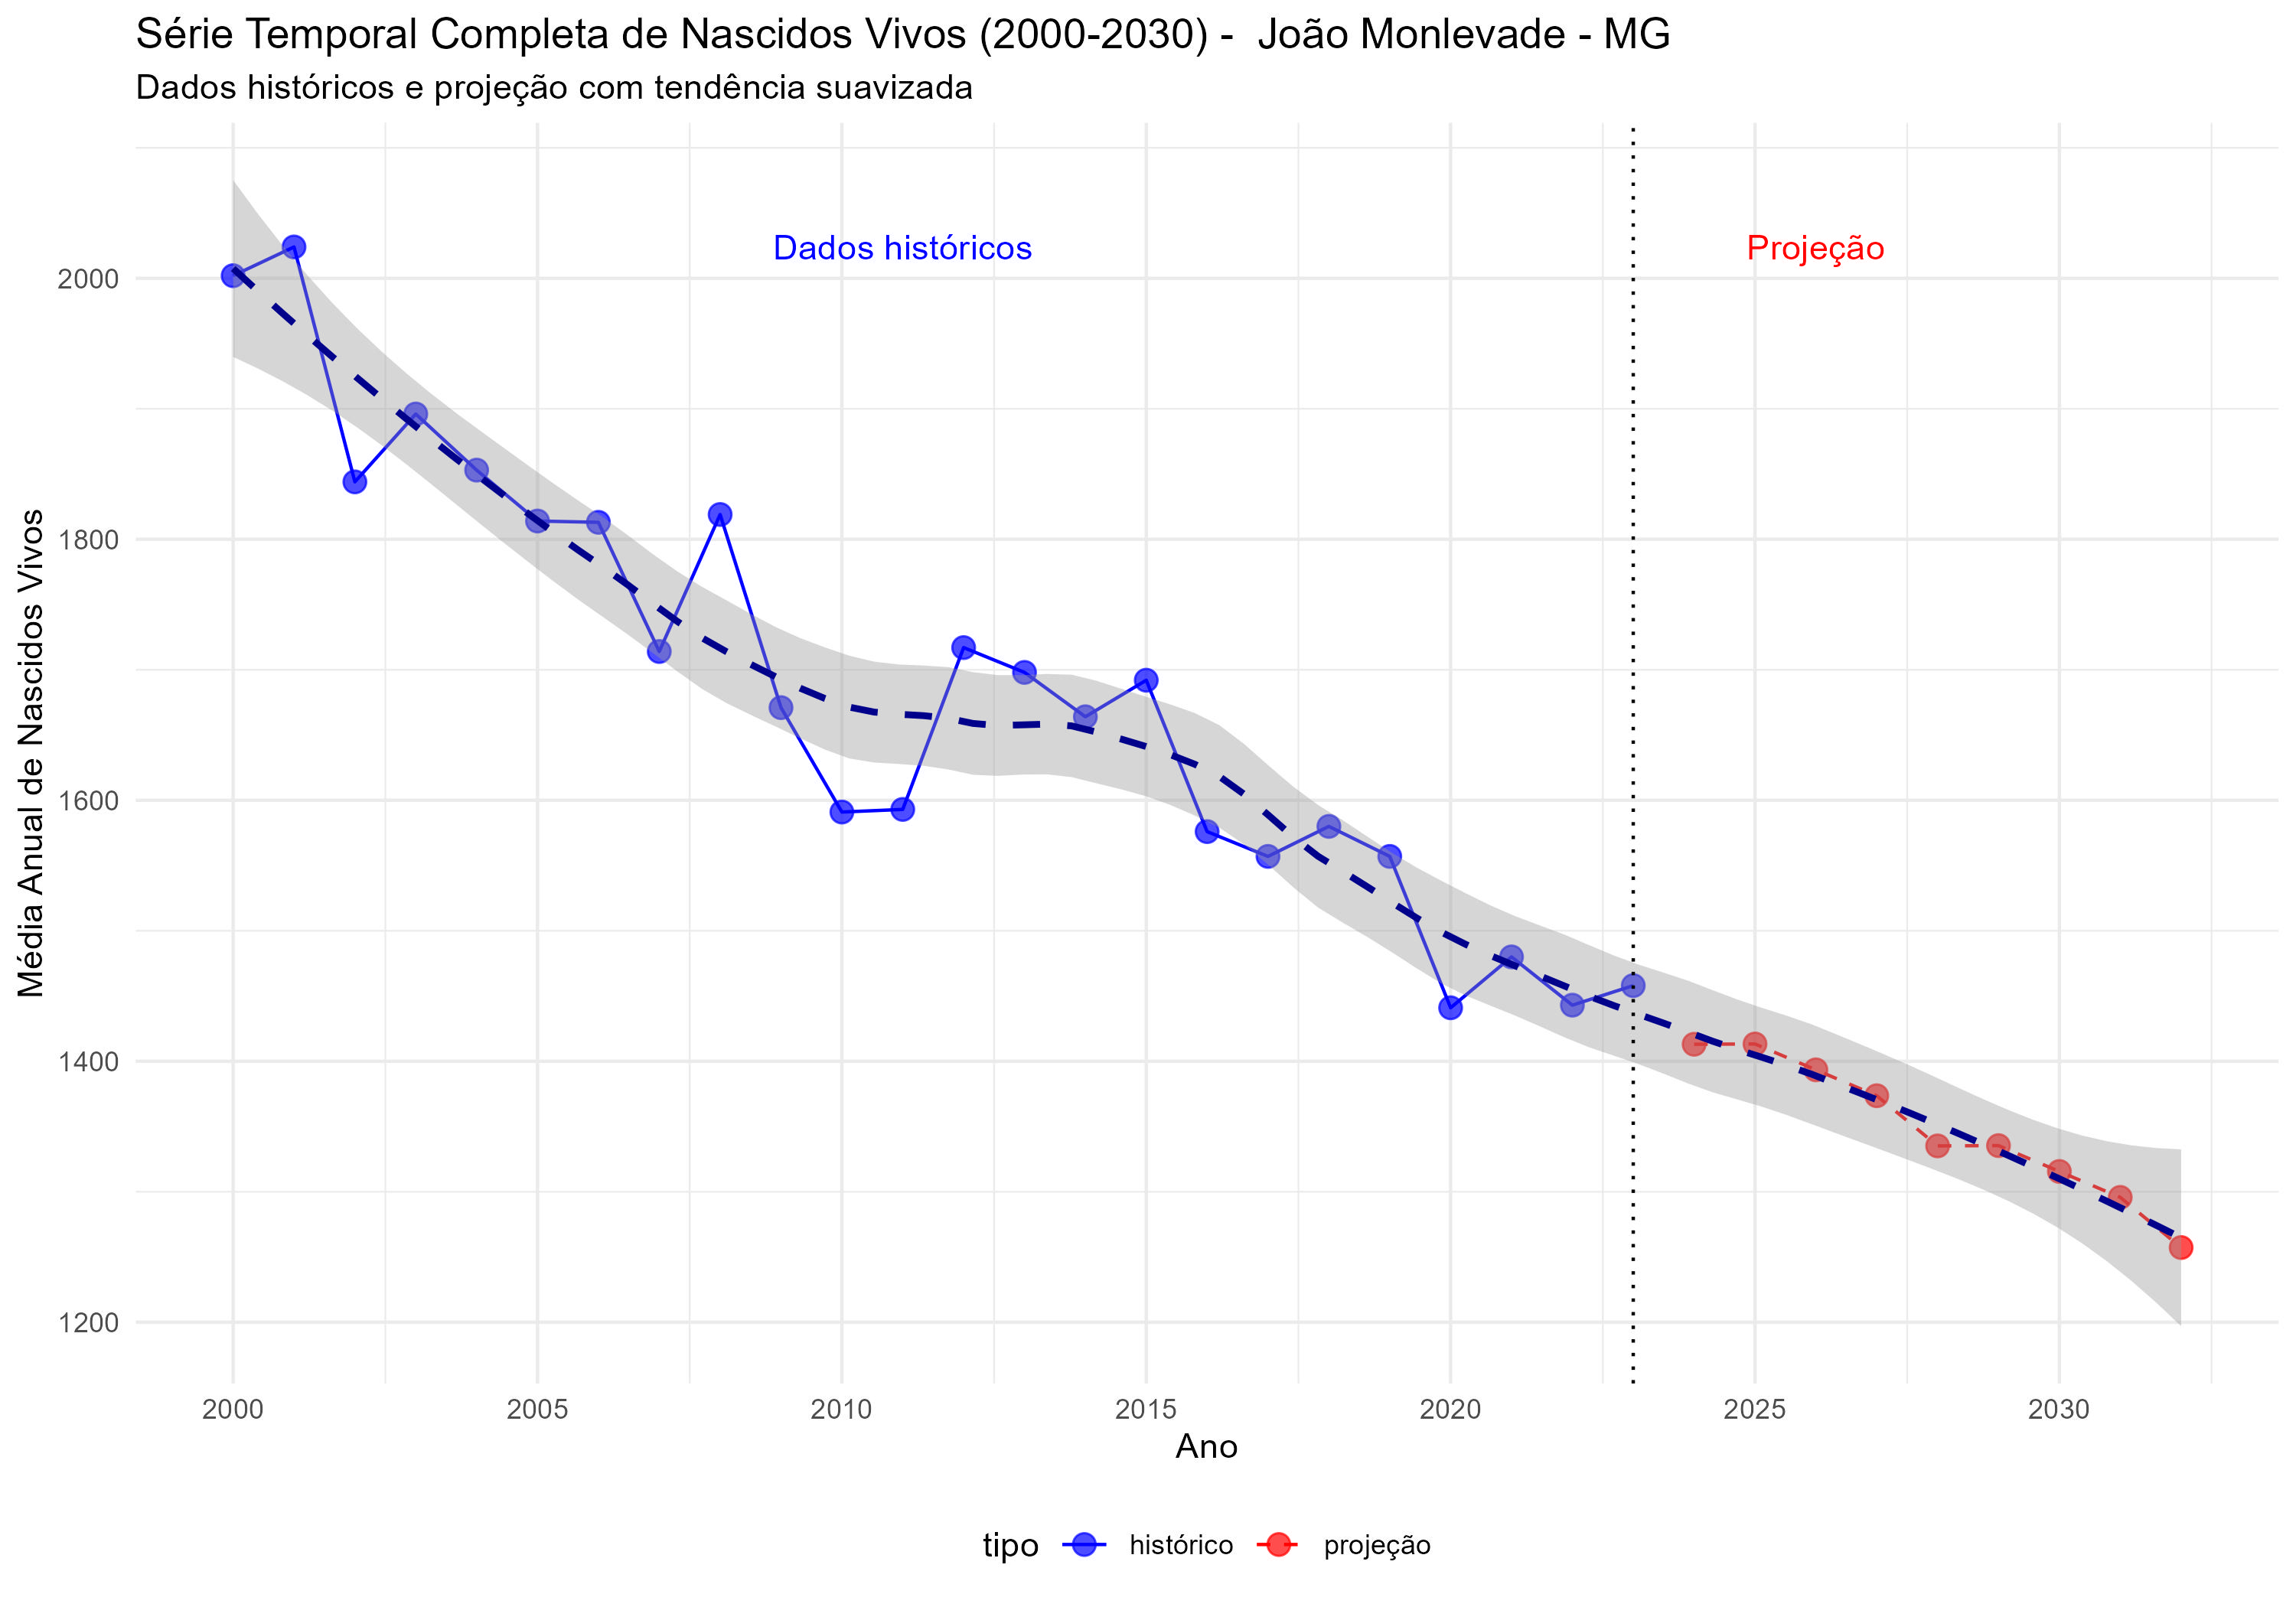 Série Temporal Completa de Nascidos Vivos (2000-2030) -  João Monlevade - MG
Dados históricos e projeção com tendência suavizada
Dados históricos
Projeção
Média Anual de Nascidos Vivos
2000
1800
1600
1400
1200
2000 2005 2010 2015 2020 2025 2030
Ano
tipo histórico projeção